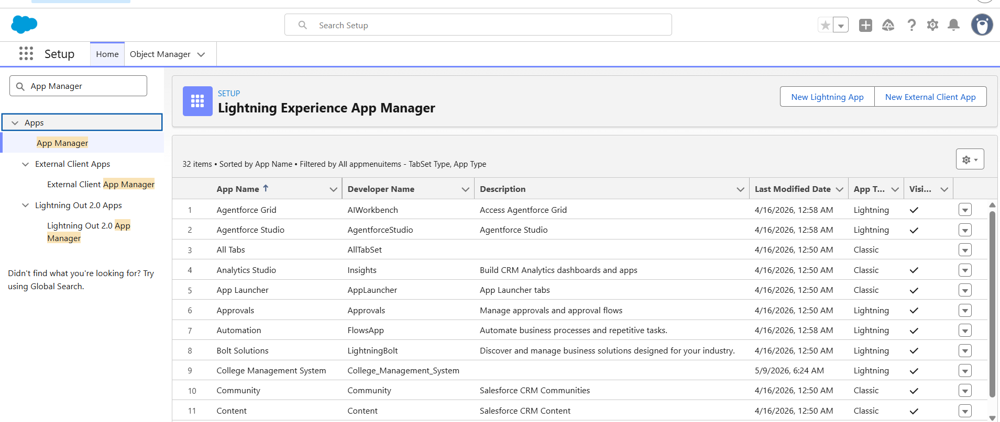 Search Setup
Setup
Home
Object Manager
App Manager
Apps
App Manager
External Client Apps
External Client App Manager
Lightning Out 2.0 Apps
Lightning Out 2.0 App
Manager
Didn't find what you're looking for? Try
using Global Search.
SETUP
Lightning Experience App Manager
New Lightning App
New External Client App
32 items • Sorted by App Name • Filtered by All appmenuitems - TabSet Type, App Type
App Name ↑ Developer Name Description Last Modified Date App T... Visi...
1 Agentforce Grid AIWorkbench Access Agentforce Grid 4/16/2026, 12:58 AM Lightning
2 Agentforce Studio AgentforceStudio Agentforce Studio 4/16/2026, 12:58 AM Lightning
3 All Tabs AllTabSet 4/16/2026, 12:50 AM Classic
4 Analytics Studio Insights Build CRM Analytics dashboards and apps 4/16/2026, 12:50 AM Classic
5 App Launcher AppLauncher App Launcher tabs 4/16/2026, 12:50 AM Classic
6 Approvals Approvals Manage approvals and approval flows 4/16/2026, 12:50 AM Lightning
7 Automation FlowsApp Automate business processes and repetitive tasks. 4/16/2026, 12:58 AM Lightning
8 Bolt Solutions LightningBolt Discover and manage business solutions designed for your industry. 4/16/2026, 12:50 AM Lightning
9 College Management System College_Management_System 5/9/2026, 6:24 AM Lightning
10 Community Community Salesforce CRM Communities 4/16/2026, 12:50 AM Classic
11 Content Content Salesforce CRM Content 4/16/2026, 12:50 AM Classic